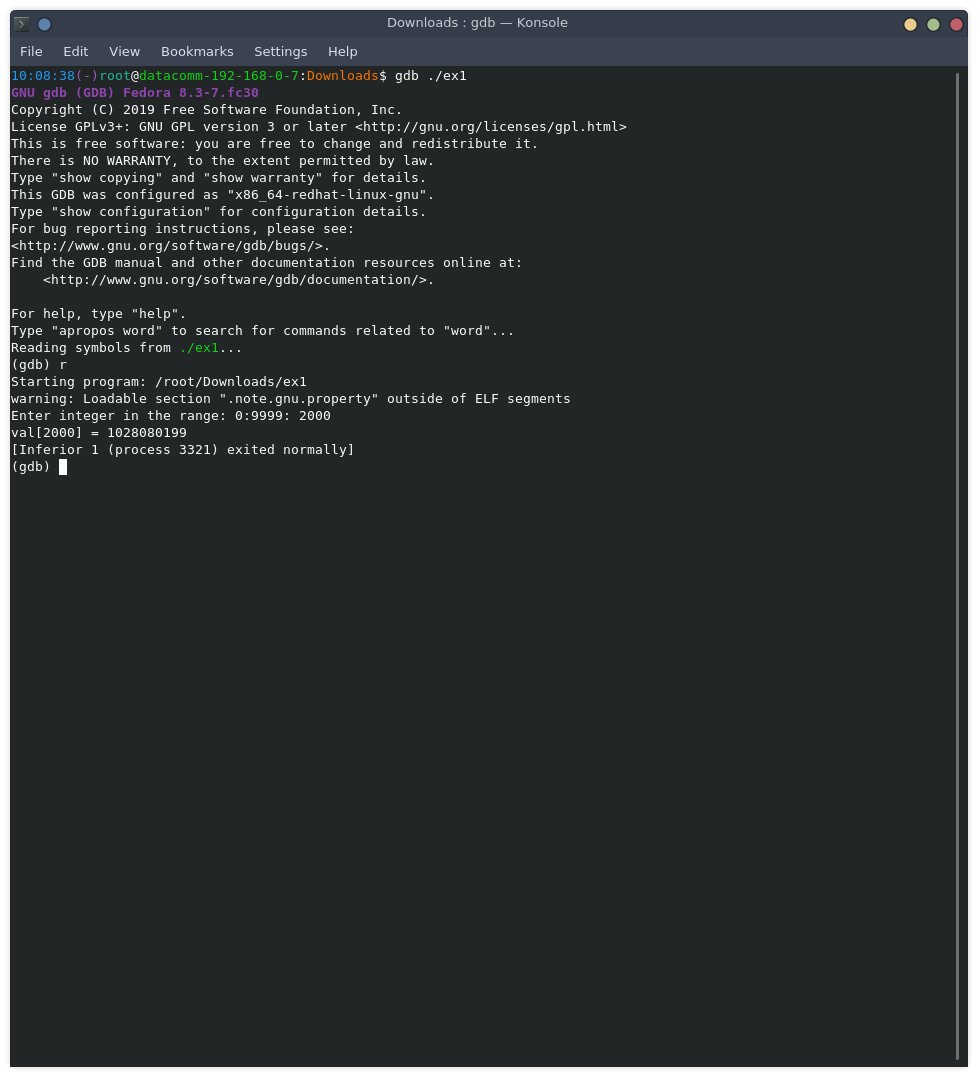 Downloads : gdb — Konsole
File Edit View Bookmarks Settings Help
10:08:38(-)root@datacomm-192-168-0-7:Downloads$ gdb ./ex1
GNU gdb (GDB) Fedora 8.3-7.fc30
Copyright (C) 2019 Free Software Foundation, Inc.
License GPLv3+: GNU GPL version 3 or later <http://gnu.org/licenses/gpl.html>
This is free software: you are free to change and redistribute it.
There is NO WARRANTY, to the extent permitted by law.
Type "show copying" and "show warranty" for details.
This GDB was configured as "x86_64-redhat-linux-gnu".
Type "show configuration" for configuration details.
For bug reporting instructions, please see:
<http://www.gnu.org/software/gdb/bugs/>.
Find the GDB manual and other documentation resources online at:
    <http://www.gnu.org/software/gdb/documentation/>.

For help, type "help".
Type "apropos word" to search for commands related to "word"...
Reading symbols from ./ex1...
(gdb) r
Starting program: /root/Downloads/ex1
warning: Loadable section ".note.gnu.property" outside of ELF segments
Enter integer in the range: 0:9999: 2000
val[2000] = 1028080199
[Inferior 1 (process 3321) exited normally]
(gdb)